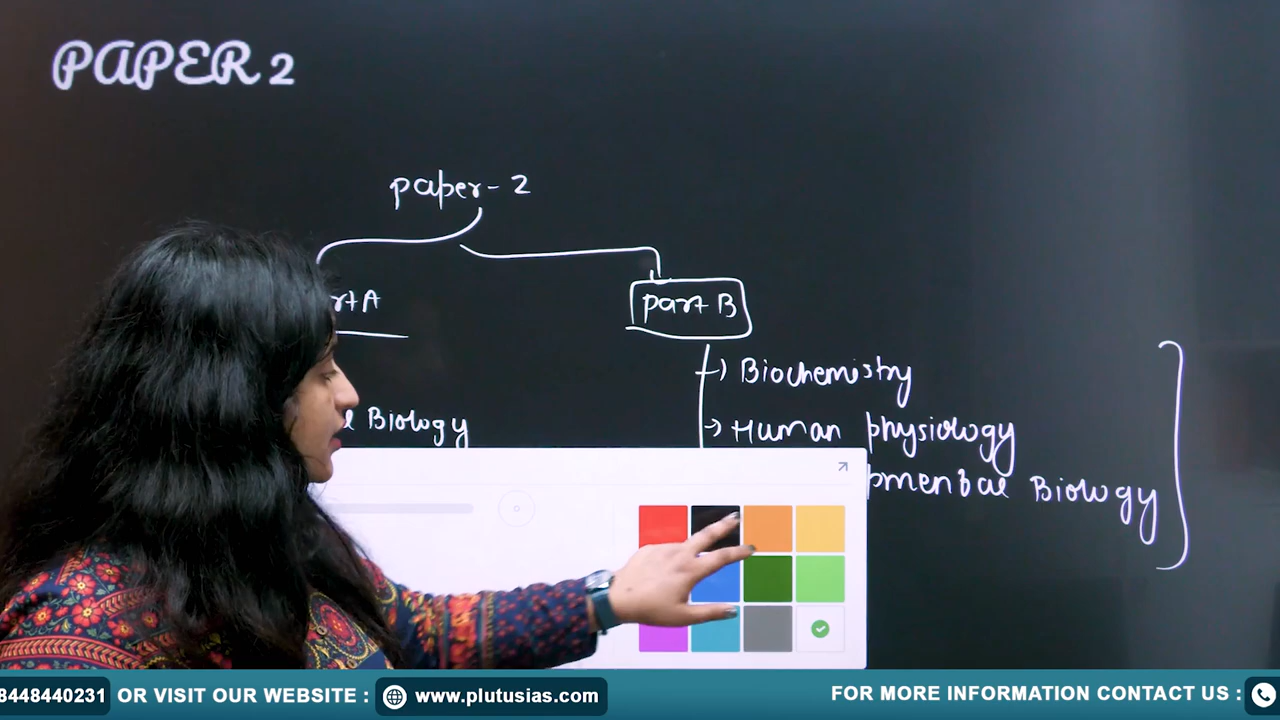 PAPER 2
paper-2
rt A
part B
Biochemistry
Biology
Human physiology
pmental Biology
8448440231 OR VISIT OUR WEBSITE : www.plutusias.com
FOR MORE INFORMATION CONTACT US :